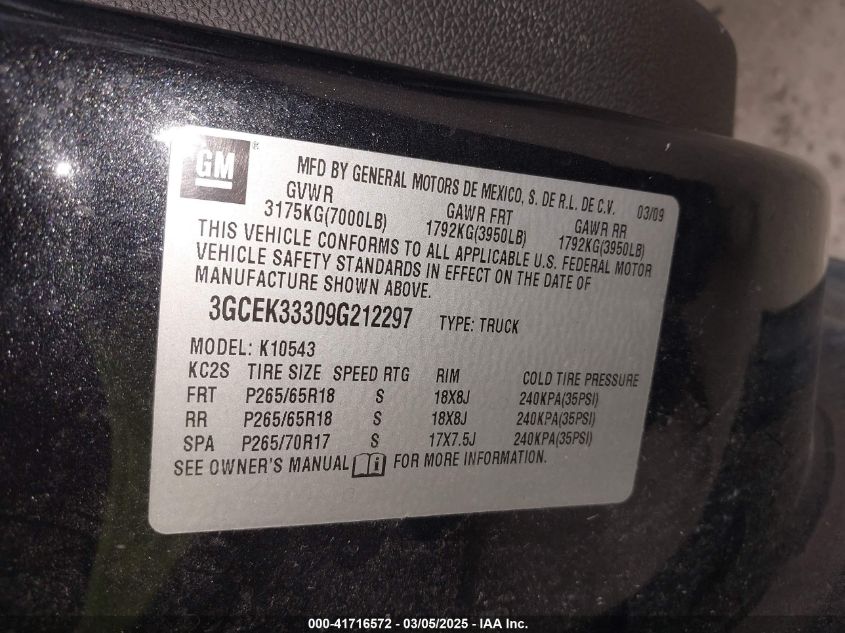 GM ® MFD BY GENERAL MOTORS DE MEXICO, S. DE R.L. DE C.V. 03/09
GVWR GAWR FRT GAWR RR
3175KG(7000LB) 1792KG(3950LB) 1792KG(3950LB)
THIS VEHICLE CONFORMS TO ALL APPLICABLE U.S. FEDERAL MOTOR
VEHICLE SAFETY STANDARDS IN EFFECT ON THE DATE OF
MANUFACTURE SHOWN ABOVE.
3GCEK33309G212297 TYPE: TRUCK
MODEL: K10543
KC2S TIRE SIZE SPEED RTG RIM COLD TIRE PRESSURE
FRT P265/65R18 S 18X8J 240KPA(35PSI)
RR P265/65R18 S 18X8J 240KPA(35PSI)
SPA P265/70R17 S 17X7.5J 240KPA(35PSI)
SEE OWNER'S MANUAL FOR MORE INFORMATION.
000-41716572 — 03/05/2025 — IAA Inc.